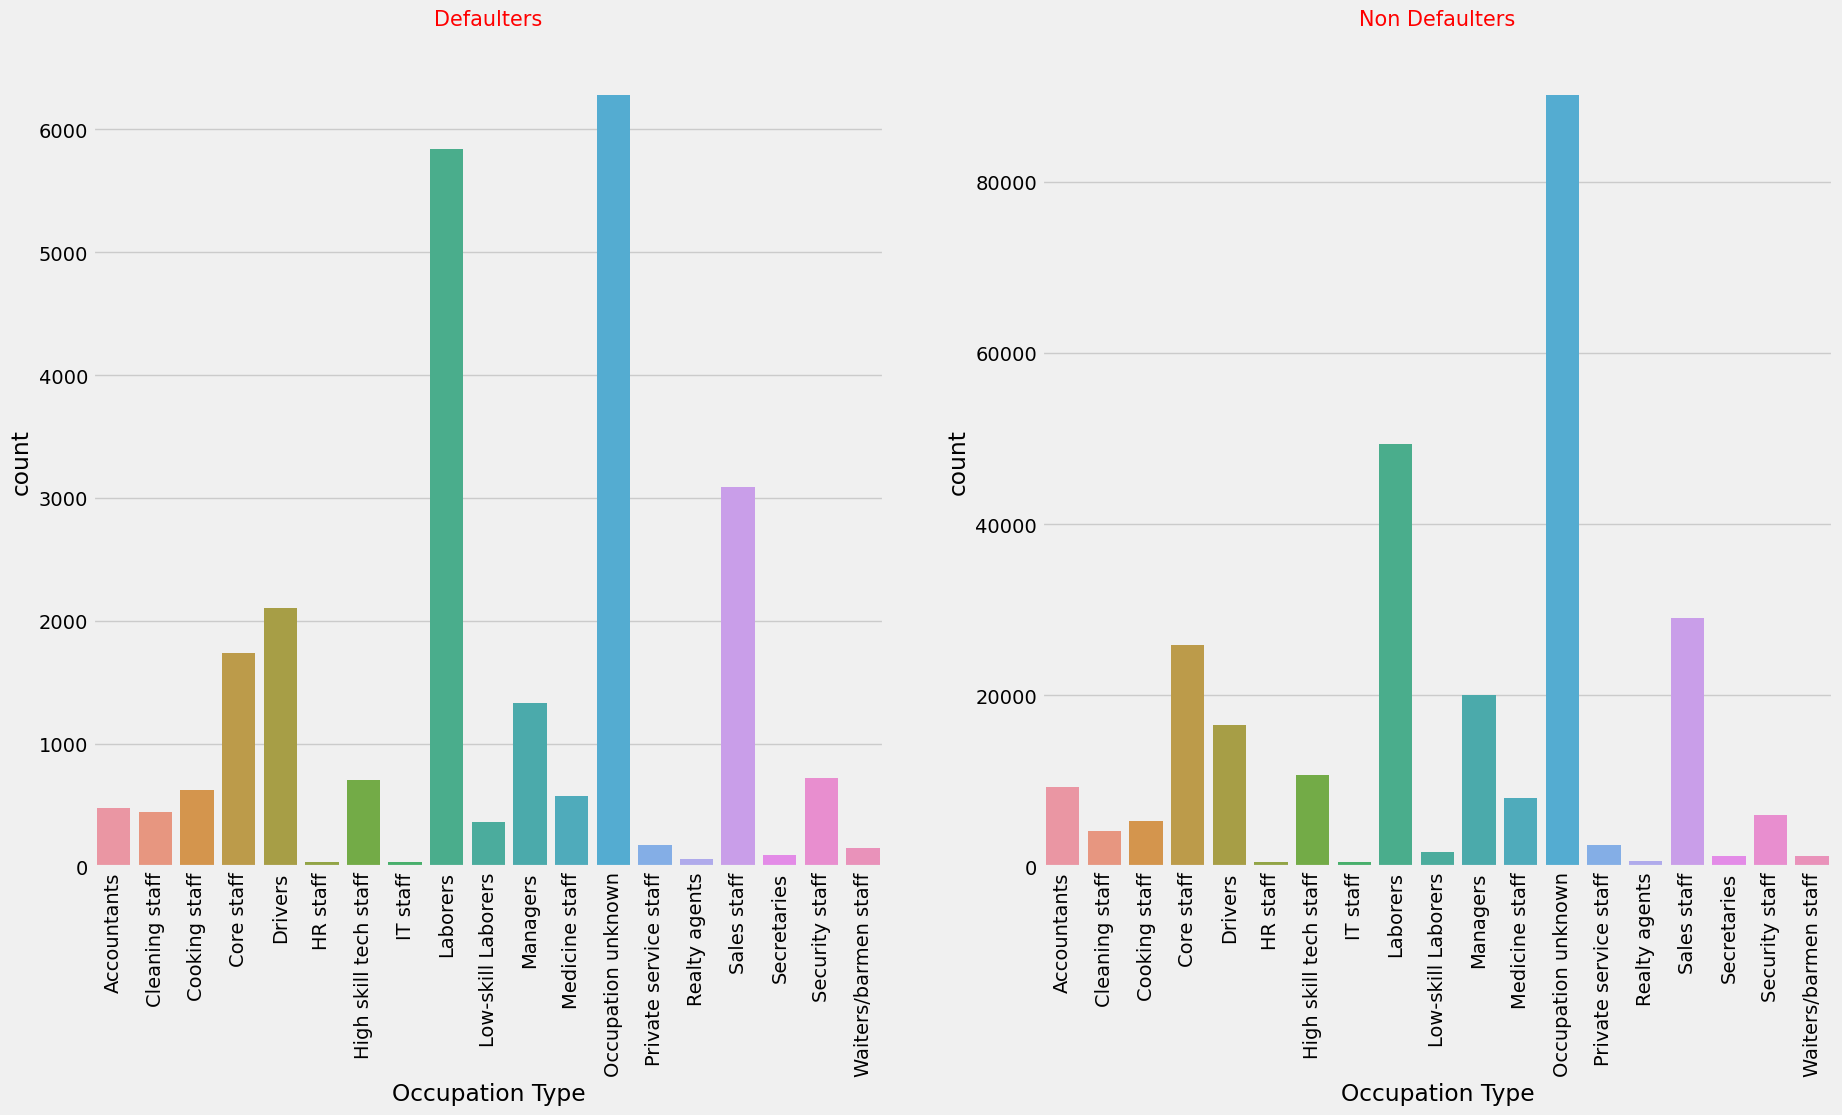 Defaulters
count
6000
5000
4000
3000
2000
1000
0
Accountants
Cleaning staff
Cooking staff
Core staff
Drivers
HR staff
High skill tech staff
IT staff
Laborers
Low-skill Laborers
Managers
Medicine staff
Occupation unknown
Private service staff
Realty agents
Sales staff
Secretaries
Security staff
Waiters/barmen staff
Occupation Type
Non Defaulters
count
80000
60000
40000
20000
0
Accountants
Cleaning staff
Cooking staff
Core staff
Drivers
HR staff
High skill tech staff
IT staff
Laborers
Low-skill Laborers
Managers
Medicine staff
Occupation unknown
Private service staff
Realty agents
Sales staff
Secretaries
Security staff
Waiters/barmen staff
Occupation Type